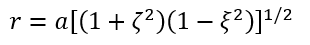 r = a[(1 + ζ²)(1 − ξ²)]^{1/2}